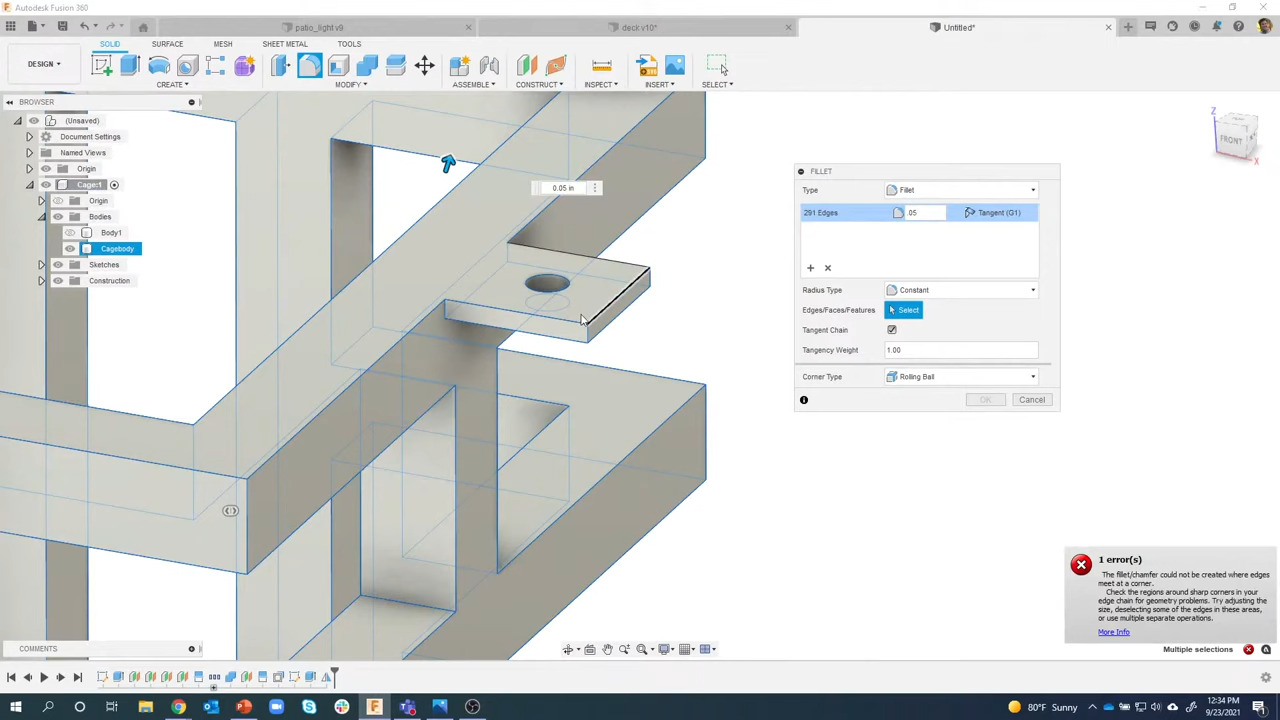 Autodesk Fusion 360
patio_light v9
deck v10*
Untitled*
DESIGN
SOLID
SURFACE
MESH
SHEET METAL
TOOLS
CREATE
MODIFY
ASSEMBLE
CONSTRUCT
INSPECT
INSERT
SELECT
BROWSER
(Unsaved)
Document Settings
Named Views
Origin
Cage:1
Origin
Bodies
Body1
Cagebody
Sketches
Construction
0.05 in
FRONT
Z
X
FILLET
Type
Fillet
291 Edges
.05
Tangent (G1)
Radius Type
Constant
Edges/Faces/Features
Select
Tangent Chain
Tangency Weight
1.00
Corner Type
Rolling Ball
OK
Cancel
1 error(s)
The fillet/chamfer could not be created where edges
meet at a corner.
Check the regions around sharp corners in your
edge chain for geometry problems. Try adjusting the
size, deselecting some of the edges in these areas,
or use multiple separate operations.
More Info
COMMENTS
Multiple selections
80°F Sunny
12:34 PM
9/23/2021